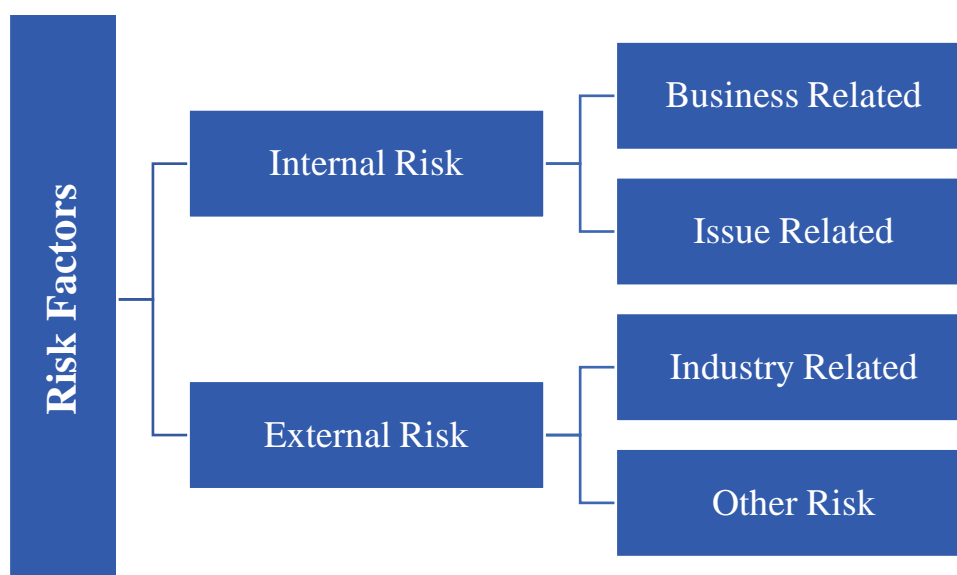 Risk Factors
Internal Risk
Business Related
Issue Related
External Risk
Industry Related
Other Risk